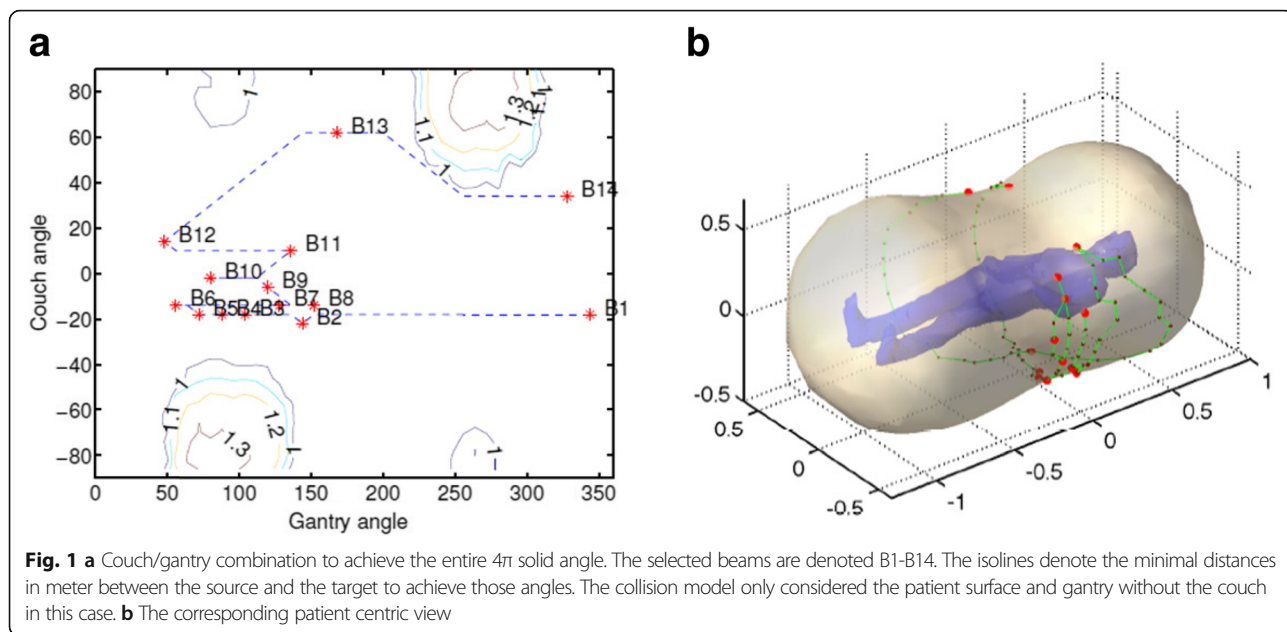 a
b
80
60
40
20
0
−20
−40
−60
−80
Couch angle
0
50
100
150
200
250
300
350
Gantry angle
1
1.3
1.2
1.1
1.1
1
B13
B14
B12
B11
B10
B9
B6
B5
B4
B3
B7
B8
B2
B1
1
1.1
1.2
1.3
1
1
0.5
0
-0.5
0.5
0
-0.5
-1
-0.5
0
0.5
1
Fig. 1 a Couch/gantry combination to achieve the entire 4π solid angle. The selected beams are denoted B1-B14. The isolines denote the minimal distances
in meter between the source and the target to achieve those angles. The collision model only considered the patient surface and gantry without the couch
in this case. b The corresponding patient centric view